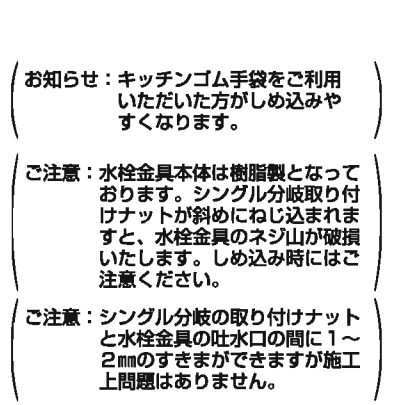 お知らせ：キッチンゴム手袋をご利用
いただいた方がしめ込みや
すくなります。
ご注意：水栓金具本体は樹脂製となって
おります。シングル分岐取り付
けナットが斜めにねじ込まれま
すと、水栓金具のネジ山が破損
いたします。しめ込み時にはご
注意ください。
ご注意：シングル分岐の取り付けナット
と水栓金具の吐水口の間に1～
2㎜のすきまができますが施工
上問題はありません。